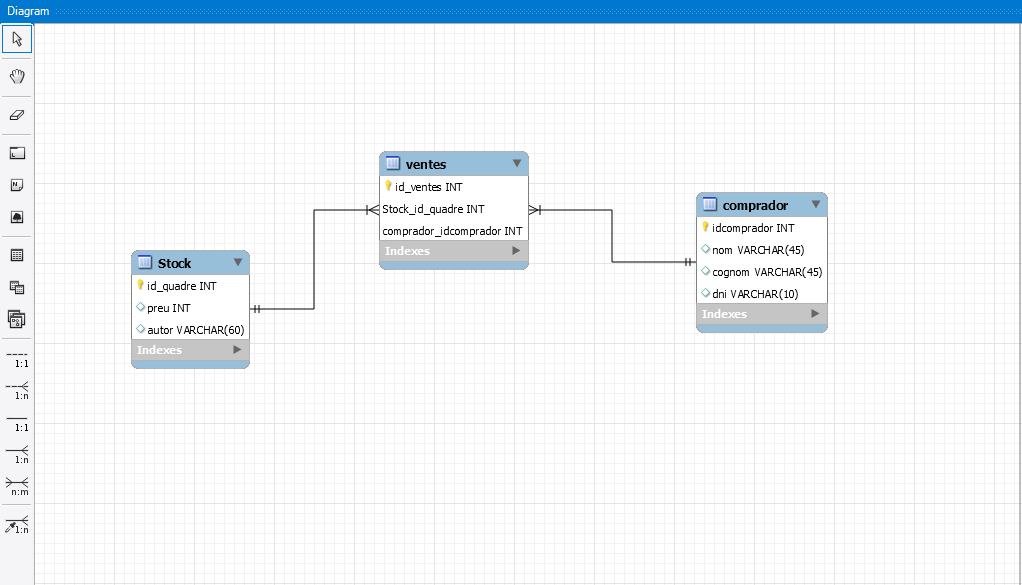 Diagram
ventes
id_ventes INT
Stock_id_quadre INT
comprador_idcomprador INT
Indexes
comprador
idcomprador INT
nom VARCHAR(45)
cognom VARCHAR(45)
dni VARCHAR(10)
Indexes
Stock
id_quadre INT
preu INT
autor VARCHAR(60)
Indexes
1:1
1:n
1:1
1:n
n:m
1:n